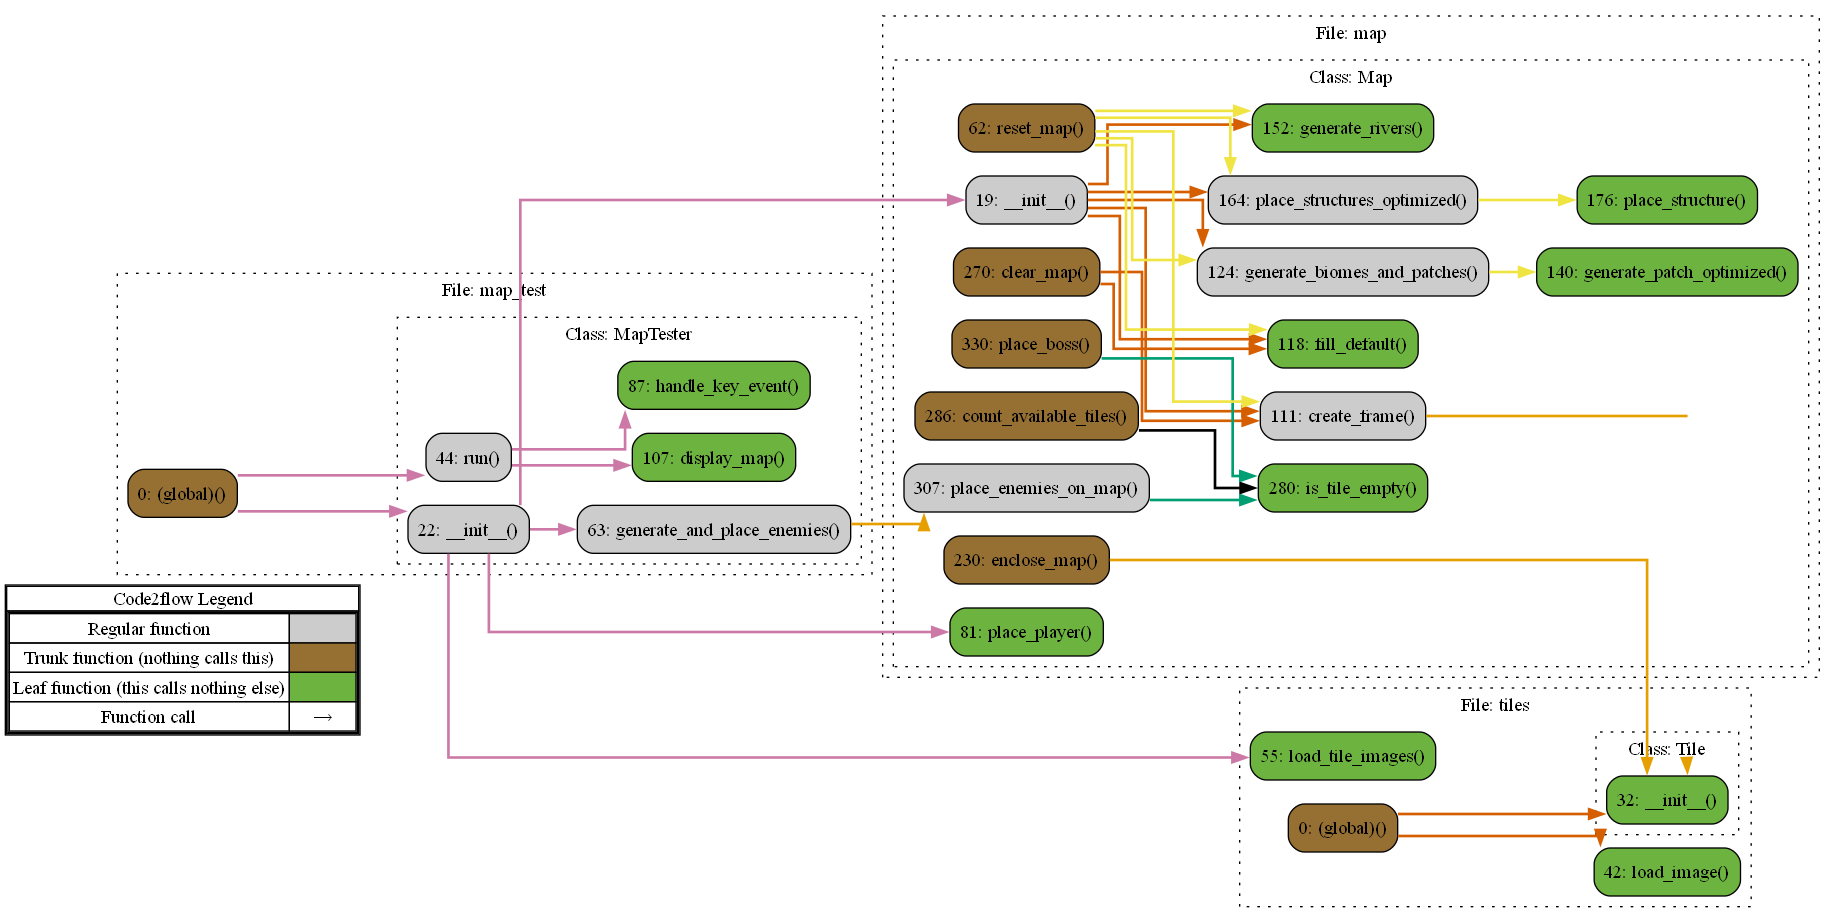 File: map
Class: Map
62: reset_map()
152: generate_rivers()
19: __init__()
164: place_structures_optimized()
176: place_structure()
270: clear_map()
124: generate_biomes_and_patches()
140: generate_patch_optimized()
330: place_boss()
118: fill_default()
286: count_available_tiles()
111: create_frame()
307: place_enemies_on_map()
280: is_tile_empty()
230: enclose_map()
81: place_player()
File: map_test
Class: MapTester
87: handle_key_event()
44: run()
107: display_map()
0: (global)()
22: __init__()
63: generate_and_place_enemies()
Code2flow Legend
Regular function
Trunk function (nothing calls this)
Leaf function (this calls nothing else)
Function call →
File: tiles
Class: Tile
55: load_tile_images()
32: __init__()
0: (global)()
42: load_image()